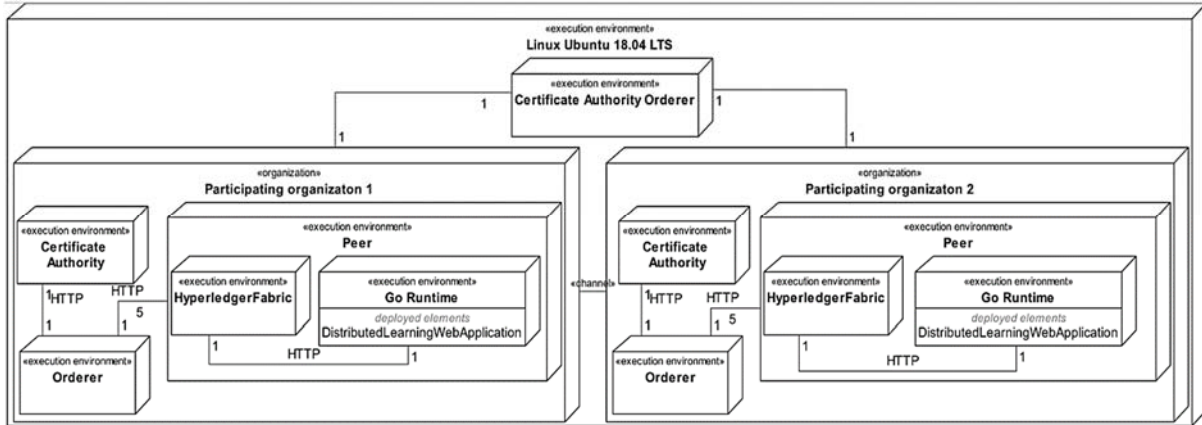 «execution environment»
Linux Ubuntu 18.04 LTS
«execution environment»
Certificate Authority Orderer
1
1
1
1
«organization»
Participating organizaton 1
«execution environment»
Certificate
Authority
1
HTTP
1
«execution environment»
Orderer
HTTP
5
1
«execution environment»
Peer
«execution environment»
HyperledgerFabric
«execution environment»
Go Runtime
deployed elements
DistributedLearningWebApplication
1
HTTP
1
«channel»
«organization»
Participating organizaton 2
«execution environment»
Certificate
Authority
1
HTTP
1
«execution environment»
Orderer
HTTP
5
1
«execution environment»
Peer
«execution environment»
HyperledgerFabric
«execution environment»
Go Runtime
deployed elements
DistributedLearningWebApplication
1
HTTP
1